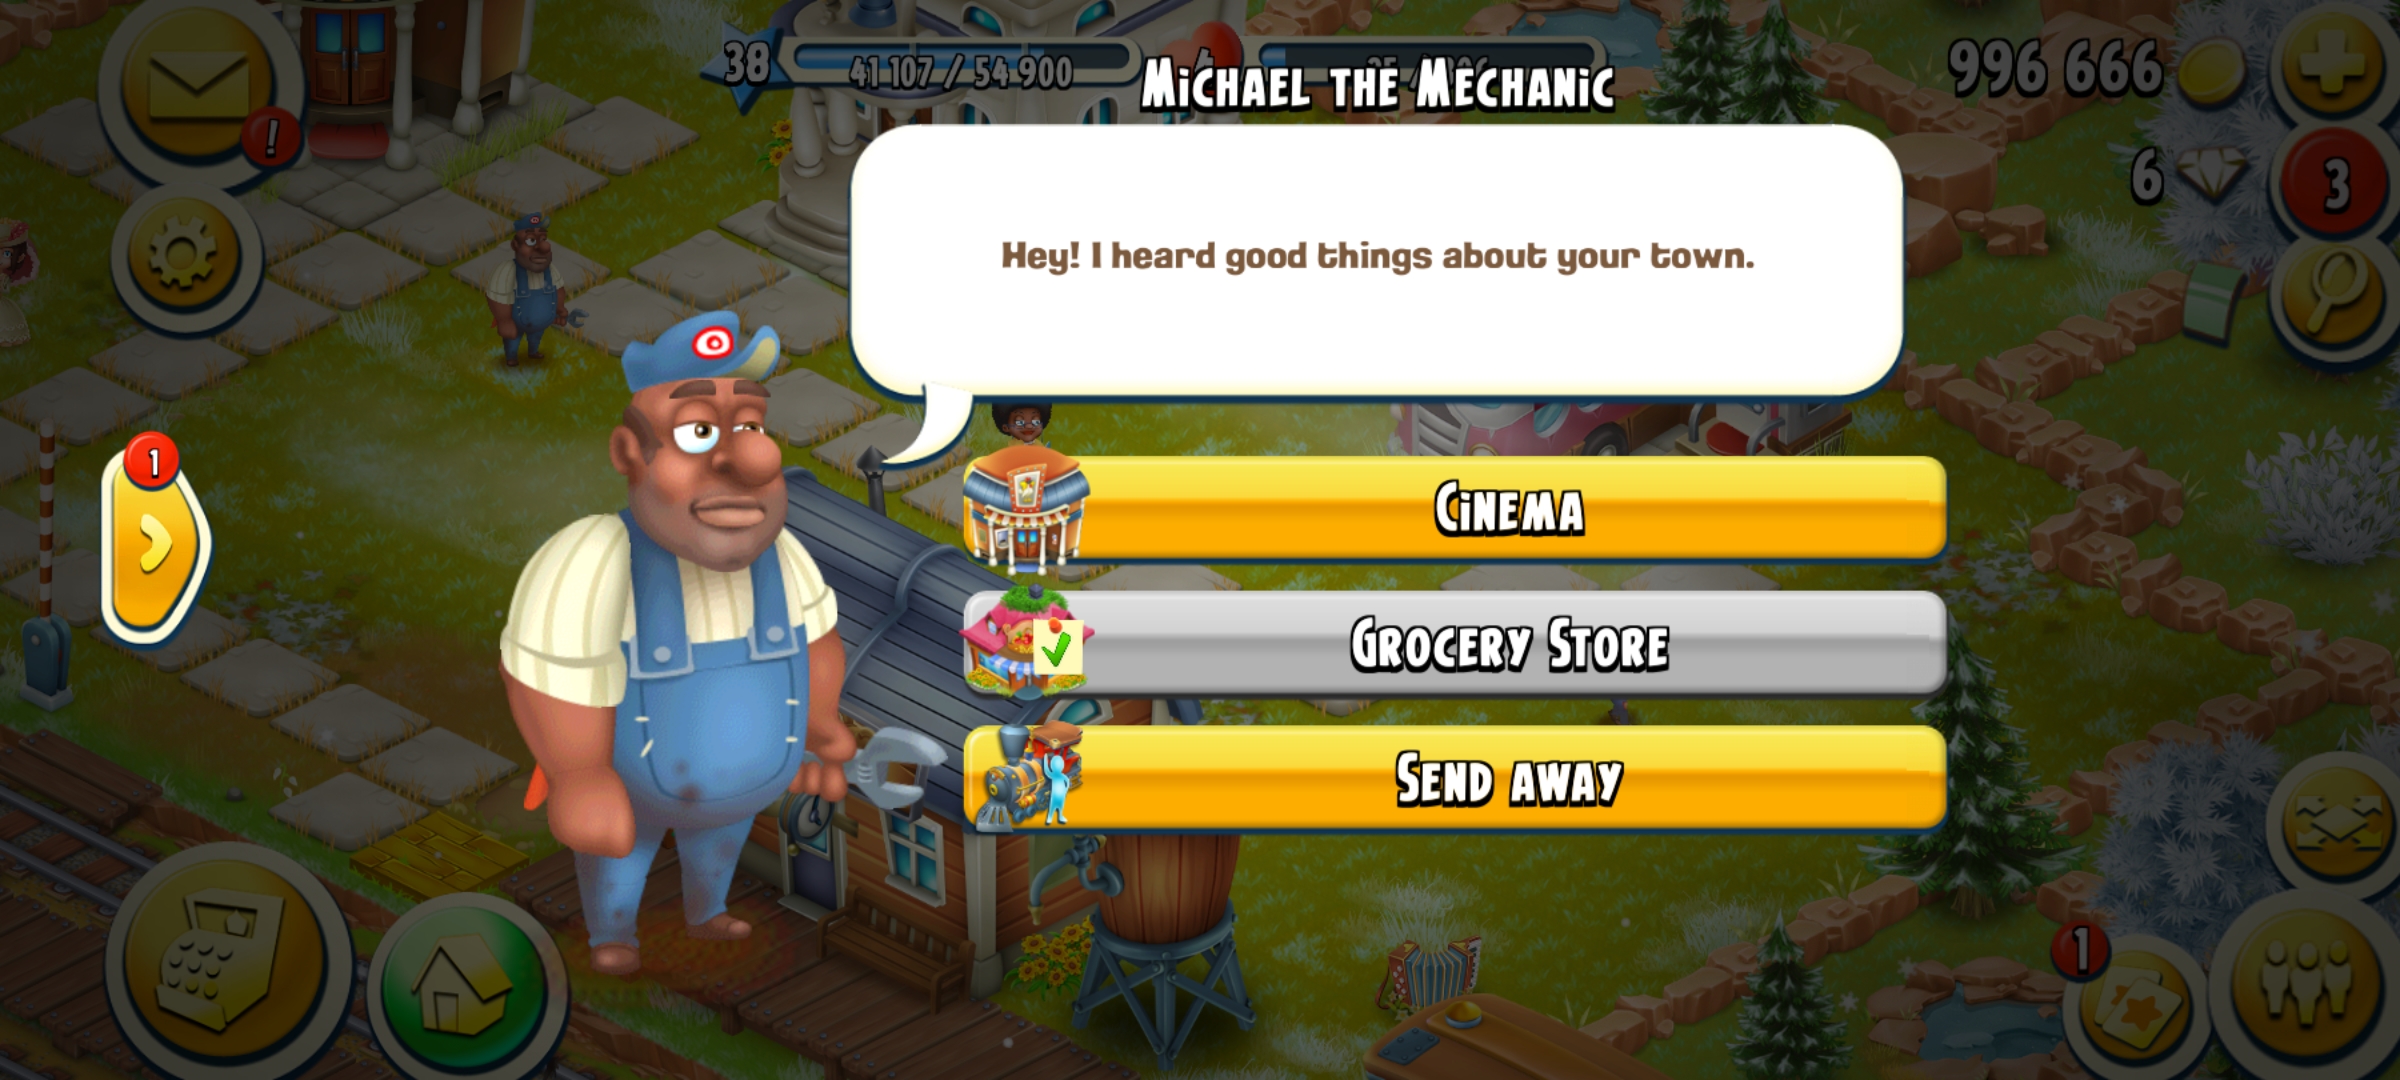 38
41 107 / 54 900
996 666
Michael the Mechanic
!
6
3
Hey! I heard good things about your town.
1
Cinema
Grocery Store
Send away
1